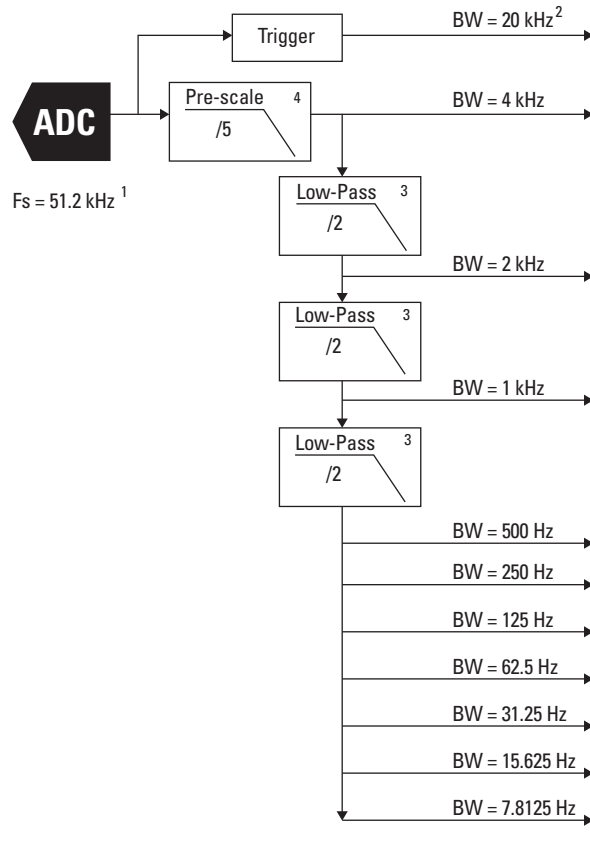 BW = 20 kHz²
Trigger
Pre-scale 4
/5
BW = 4 kHz
ADC
Fs = 51.2 kHz ¹
Low-Pass 3
/2
BW = 2 kHz
Low-Pass 3
/2
BW = 1 kHz
Low-Pass 3
/2
BW = 500 Hz
BW = 250 Hz
BW = 125 Hz
BW = 62.5 Hz
BW = 31.25 Hz
BW = 15.625 Hz
BW = 7.8125 Hz